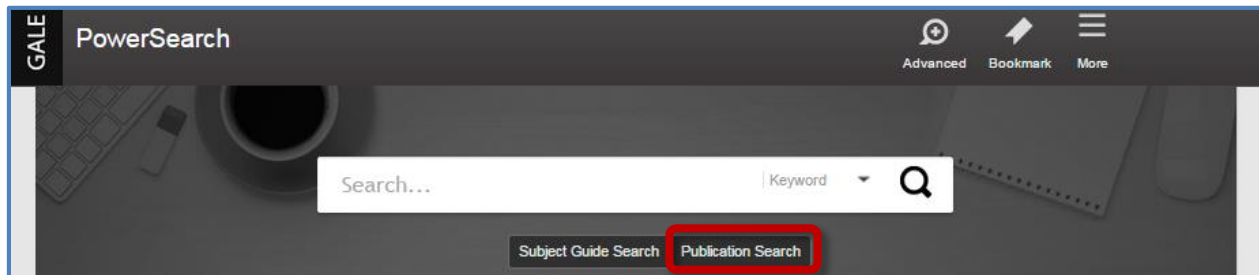 GALE
PowerSearch
Advanced Bookmark More
Search... Keyword
Subject Guide Search Publication Search